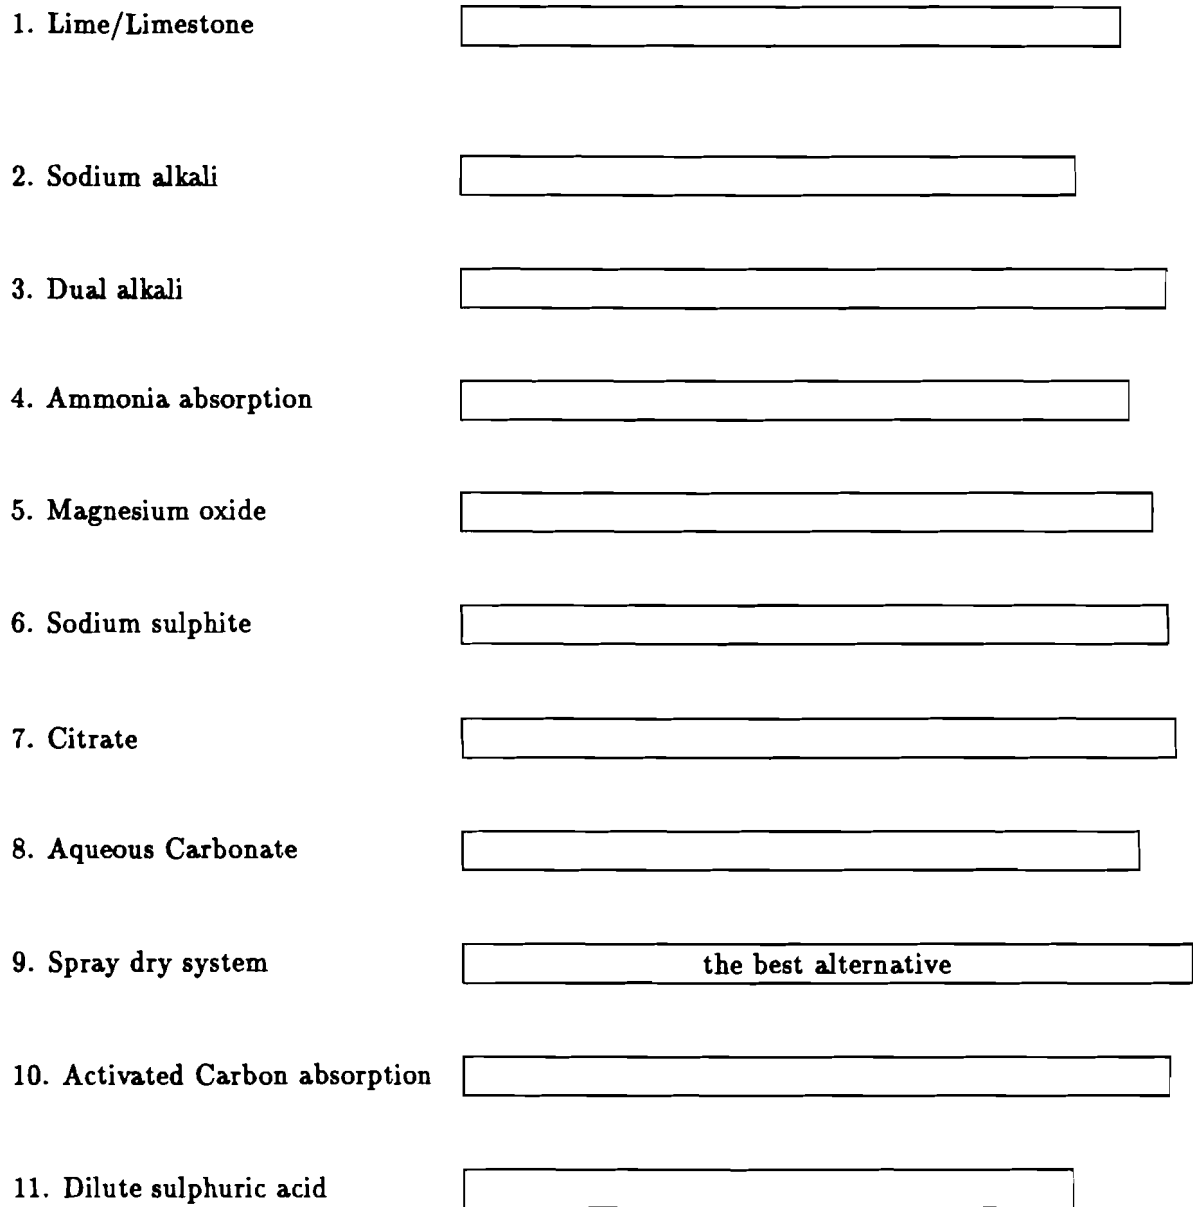 1. Lime/Limestone
2. Sodium alkali
3. Dual alkali
4. Ammonia absorption
5. Magnesium oxide
6. Sodium sulphite
7. Citrate
8. Aqueous Carbonate
9. Spray dry system the best alternative
10. Activated Carbon absorption
11. Dilute sulphuric acid